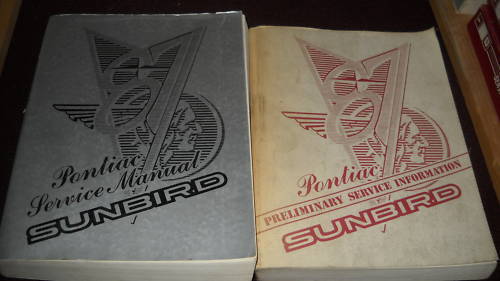 Pontiac
Service Manual
SUNBIRD
Pontiac
PRELIMINARY SERVICE INFORMATION
SUNBIRD